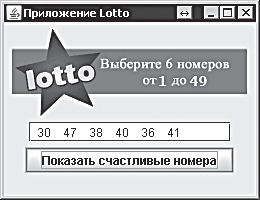 Приложение Lotto
lotto
Выберите 6 номеров
от 1 до 49
30 47 38 40 36 41
Показать счастливые номера